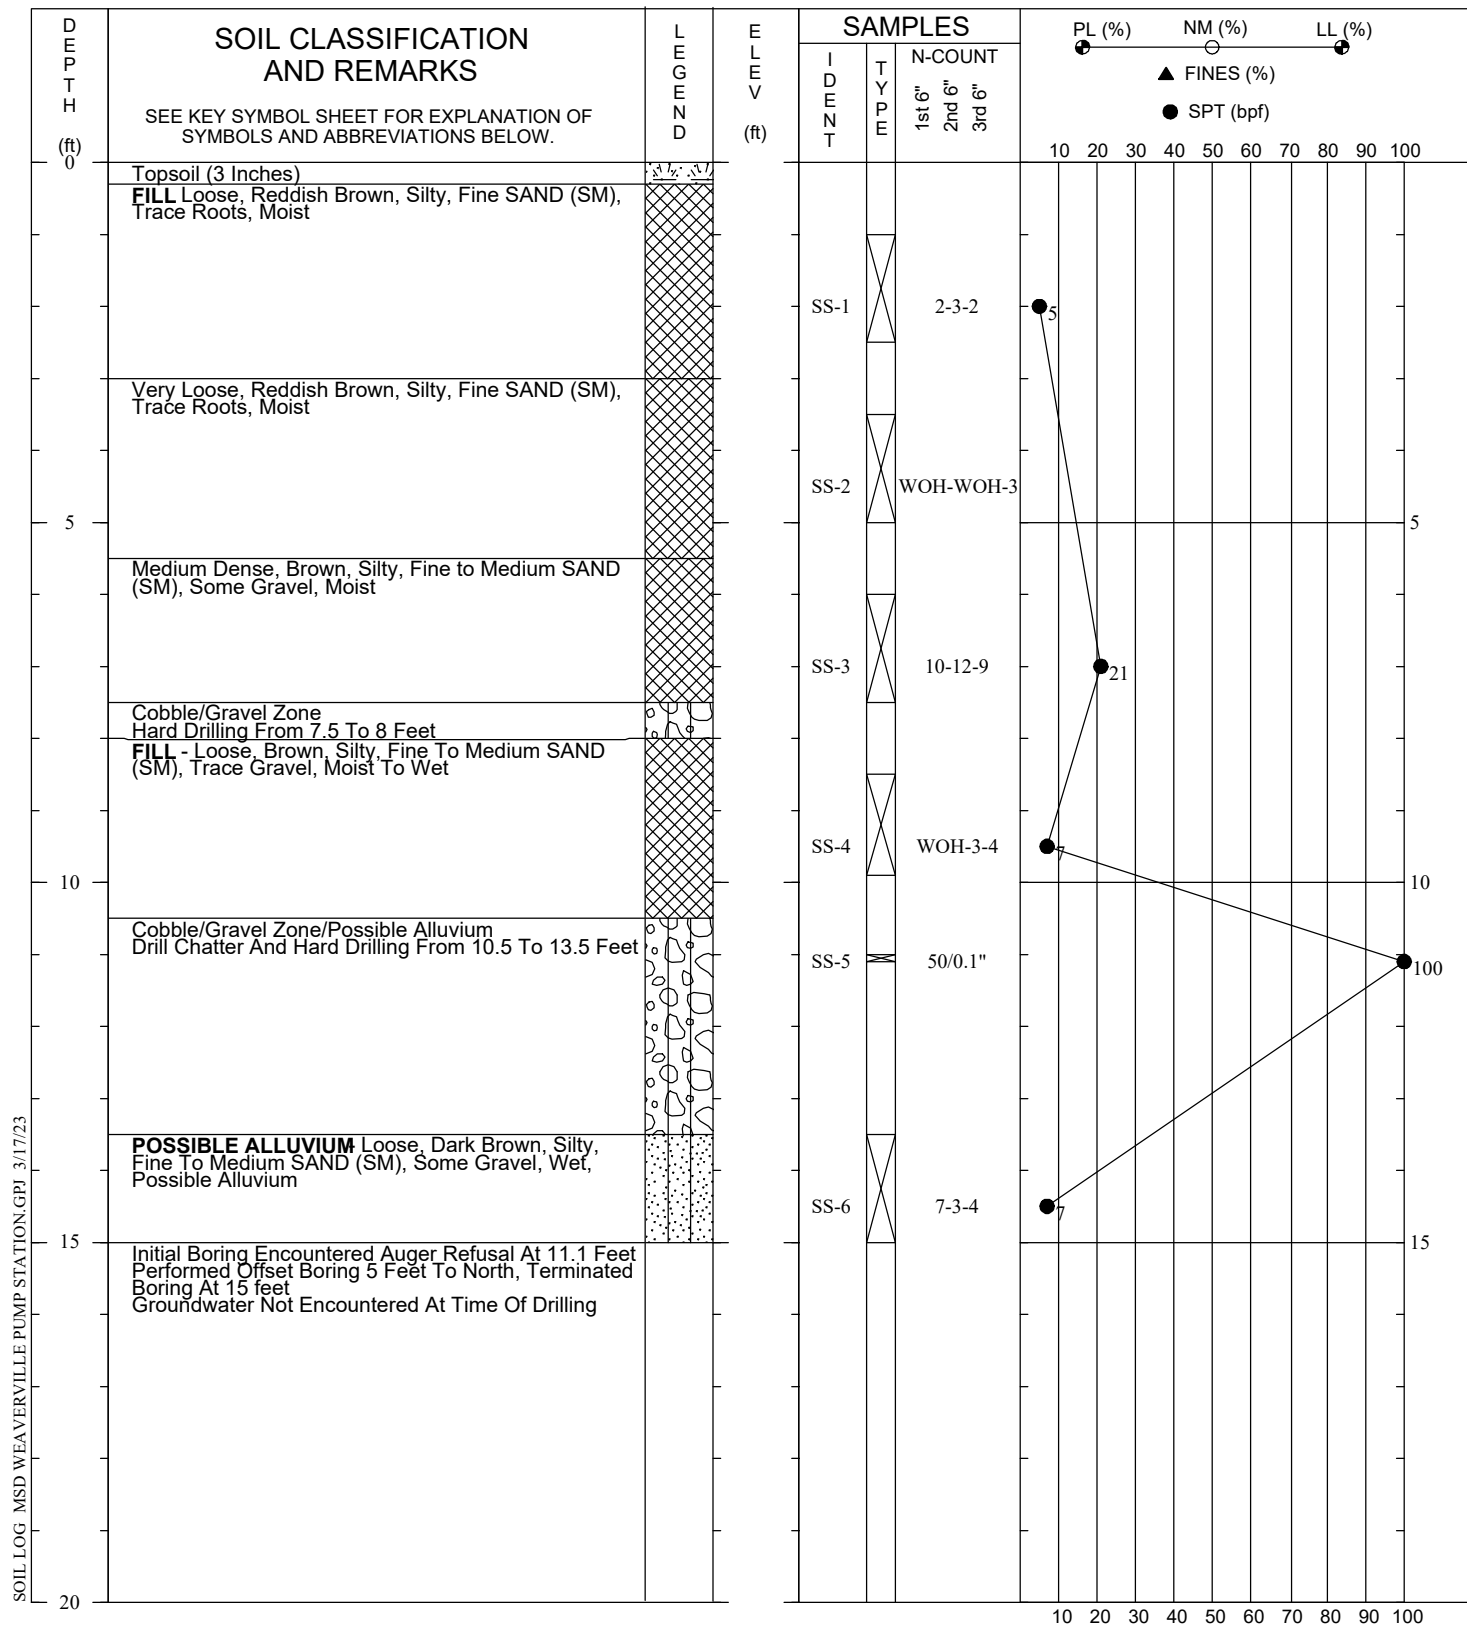 DEPTH
(ft)
SOIL CLASSIFICATION
AND REMARKS
SEE KEY SYMBOL SHEET FOR EXPLANATION OF
SYMBOLS AND ABBREVIATIONS BELOW.
LEGEND
ELEV
(ft)
SAMPLES
IDENT
TYPE
N-COUNT
1st 6"
2nd 6"
3rd 6"
PL (%) NM (%) LL (%)
FINES (%)
SPT (bpf)
10 20 30 40 50 60 70 80 90 100
0
Topsoil (3 Inches)
FILL Loose, Reddish Brown, Silty, Fine SAND (SM),
Trace Roots, Moist
SS-1 2-3-2 5
Very Loose, Reddish Brown, Silty, Fine SAND (SM),
Trace Roots, Moist
SS-2 WOH-WOH-3
5 5
Medium Dense, Brown, Silty, Fine to Medium SAND
(SM), Some Gravel, Moist
SS-3 10-12-9 21
Cobble/Gravel Zone
Hard Drilling From 7.5 To 8 Feet
FILL - Loose, Brown, Silty, Fine To Medium SAND
(SM), Trace Gravel, Moist To Wet
SS-4 WOH-3-4 7
10 10
Cobble/Gravel Zone/Possible Alluvium
Drill Chatter And Hard Drilling From 10.5 To 13.5 Feet
SS-5 50/0.1" 100
POSSIBLE ALLUVIUM - Loose, Dark Brown, Silty,
Fine To Medium SAND (SM), Some Gravel, Wet,
Possible Alluvium
SS-6 7-3-4 7
15 15
Initial Boring Encountered Auger Refusal At 11.1 Feet
Performed Offset Boring 5 Feet To North, Terminated
Boring At 15 feet
Groundwater Not Encountered At Time Of Drilling
20
10 20 30 40 50 60 70 80 90 100
SOIL LOG MSD WEAVERVILLE PUMP STATION.GPJ 3/17/23